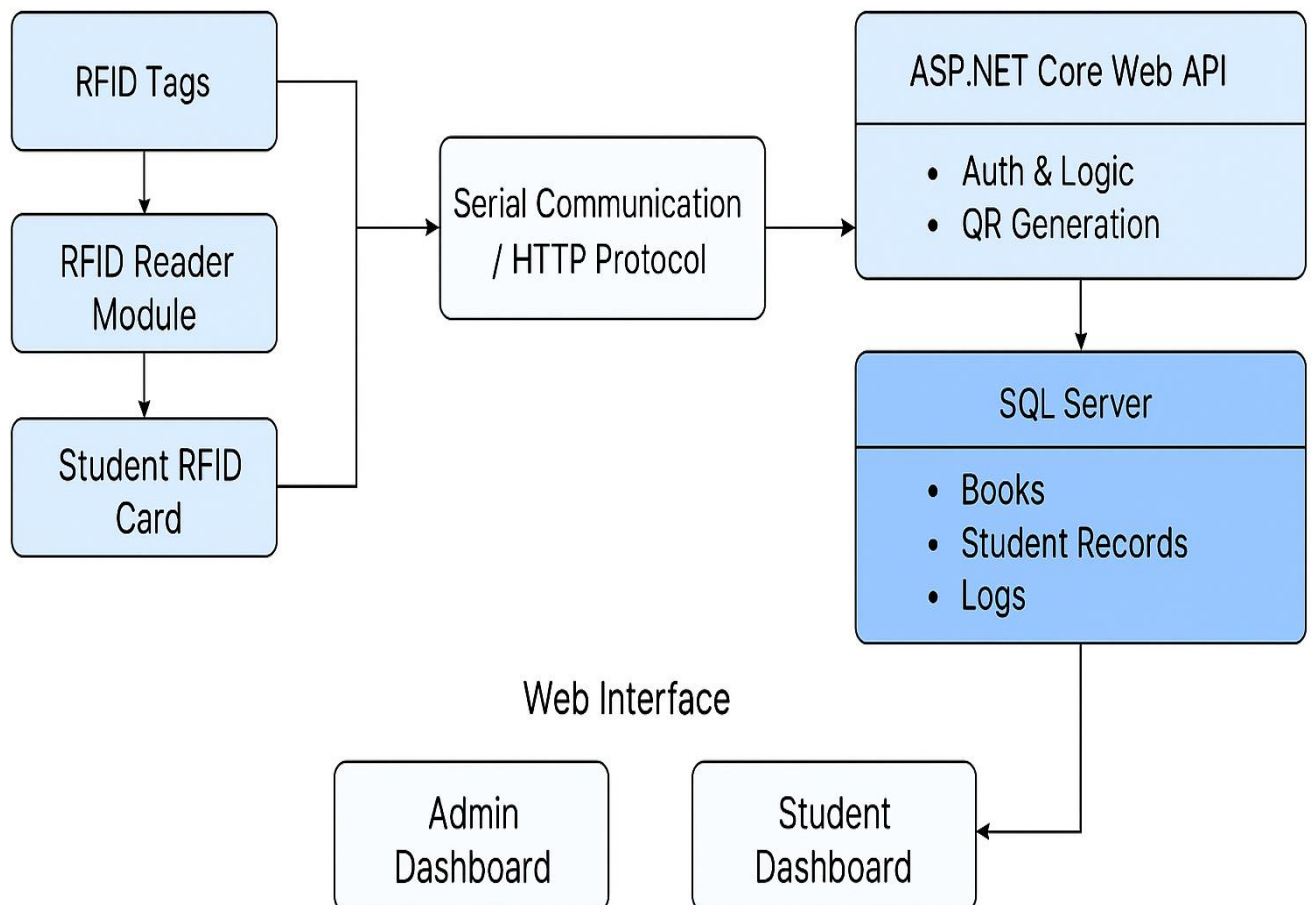 RFID Tags
RFID Reader
Module
Student RFID
Card
Serial Communication
/ HTTP Protocol
ASP.NET Core Web API
• Auth & Logic
• QR Generation
SQL Server
• Books
• Student Records
• Logs
Web Interface
Admin
Dashboard
Student
Dashboard